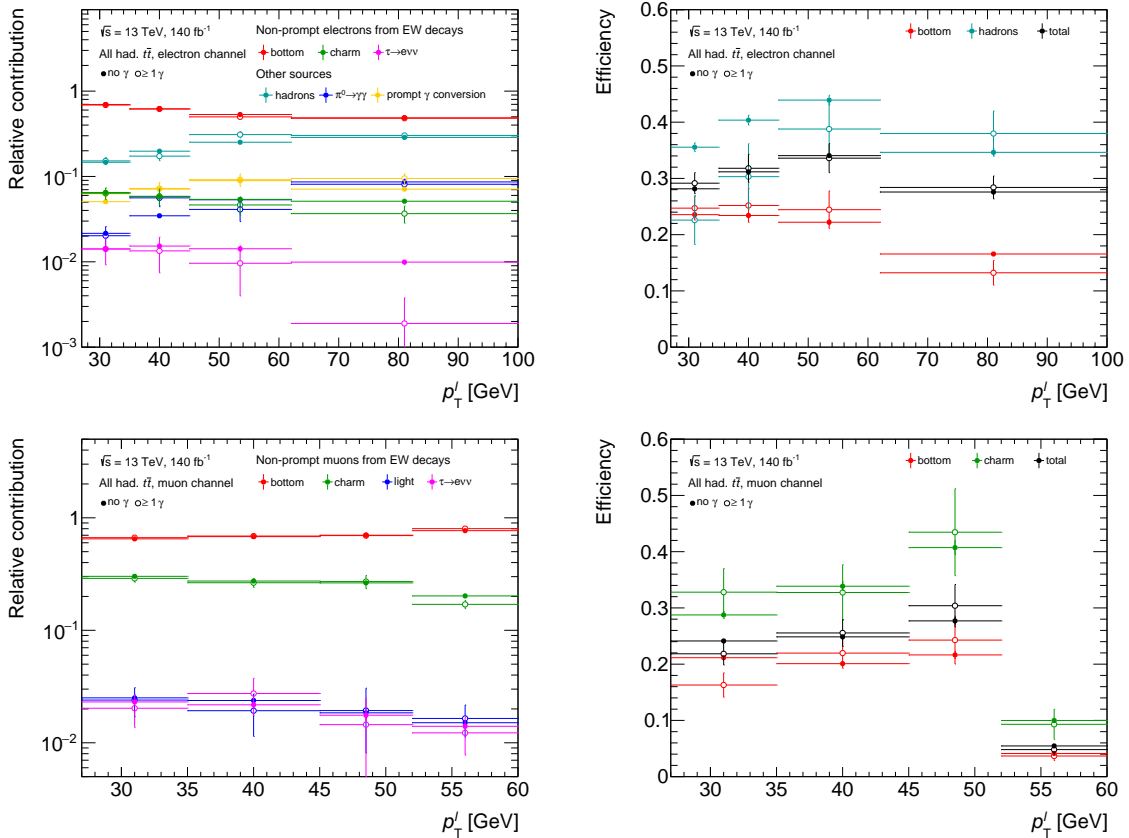 Relative contribution
√s = 13 TeV, 140 fb⁻¹
All had. tt̄, electron channel
● no γ ○ ≥ 1 γ
Non-prompt electrons from EW decays
bottom charm τ→eνν
Other sources
hadrons π⁰→γγ prompt γ conversion
1
10⁻¹
10⁻²
10⁻³
30 40 50 60 70 80 90 100
p_T^l [GeV]
Efficiency
√s = 13 TeV, 140 fb⁻¹
bottom hadrons total
All had. tt̄, electron channel
● no γ ○ ≥ 1 γ
0.6
0.5
0.4
0.3
0.2
0.1
0
30 40 50 60 70 80 90 100
p_T^l [GeV]
Relative contribution
√s = 13 TeV, 140 fb⁻¹
All had. tt̄, muon channel
● no γ ○ ≥ 1 γ
Non-prompt muons from EW decays
bottom charm light τ→eνν
1
10⁻¹
10⁻²
30 35 40 45 50 55 60
p_T^l [GeV]
Efficiency
√s = 13 TeV, 140 fb⁻¹
bottom charm total
All had. tt̄, muon channel
● no γ ○ ≥ 1 γ
0.6
0.5
0.4
0.3
0.2
0.1
0
30 35 40 45 50 55 60
p_T^l [GeV]